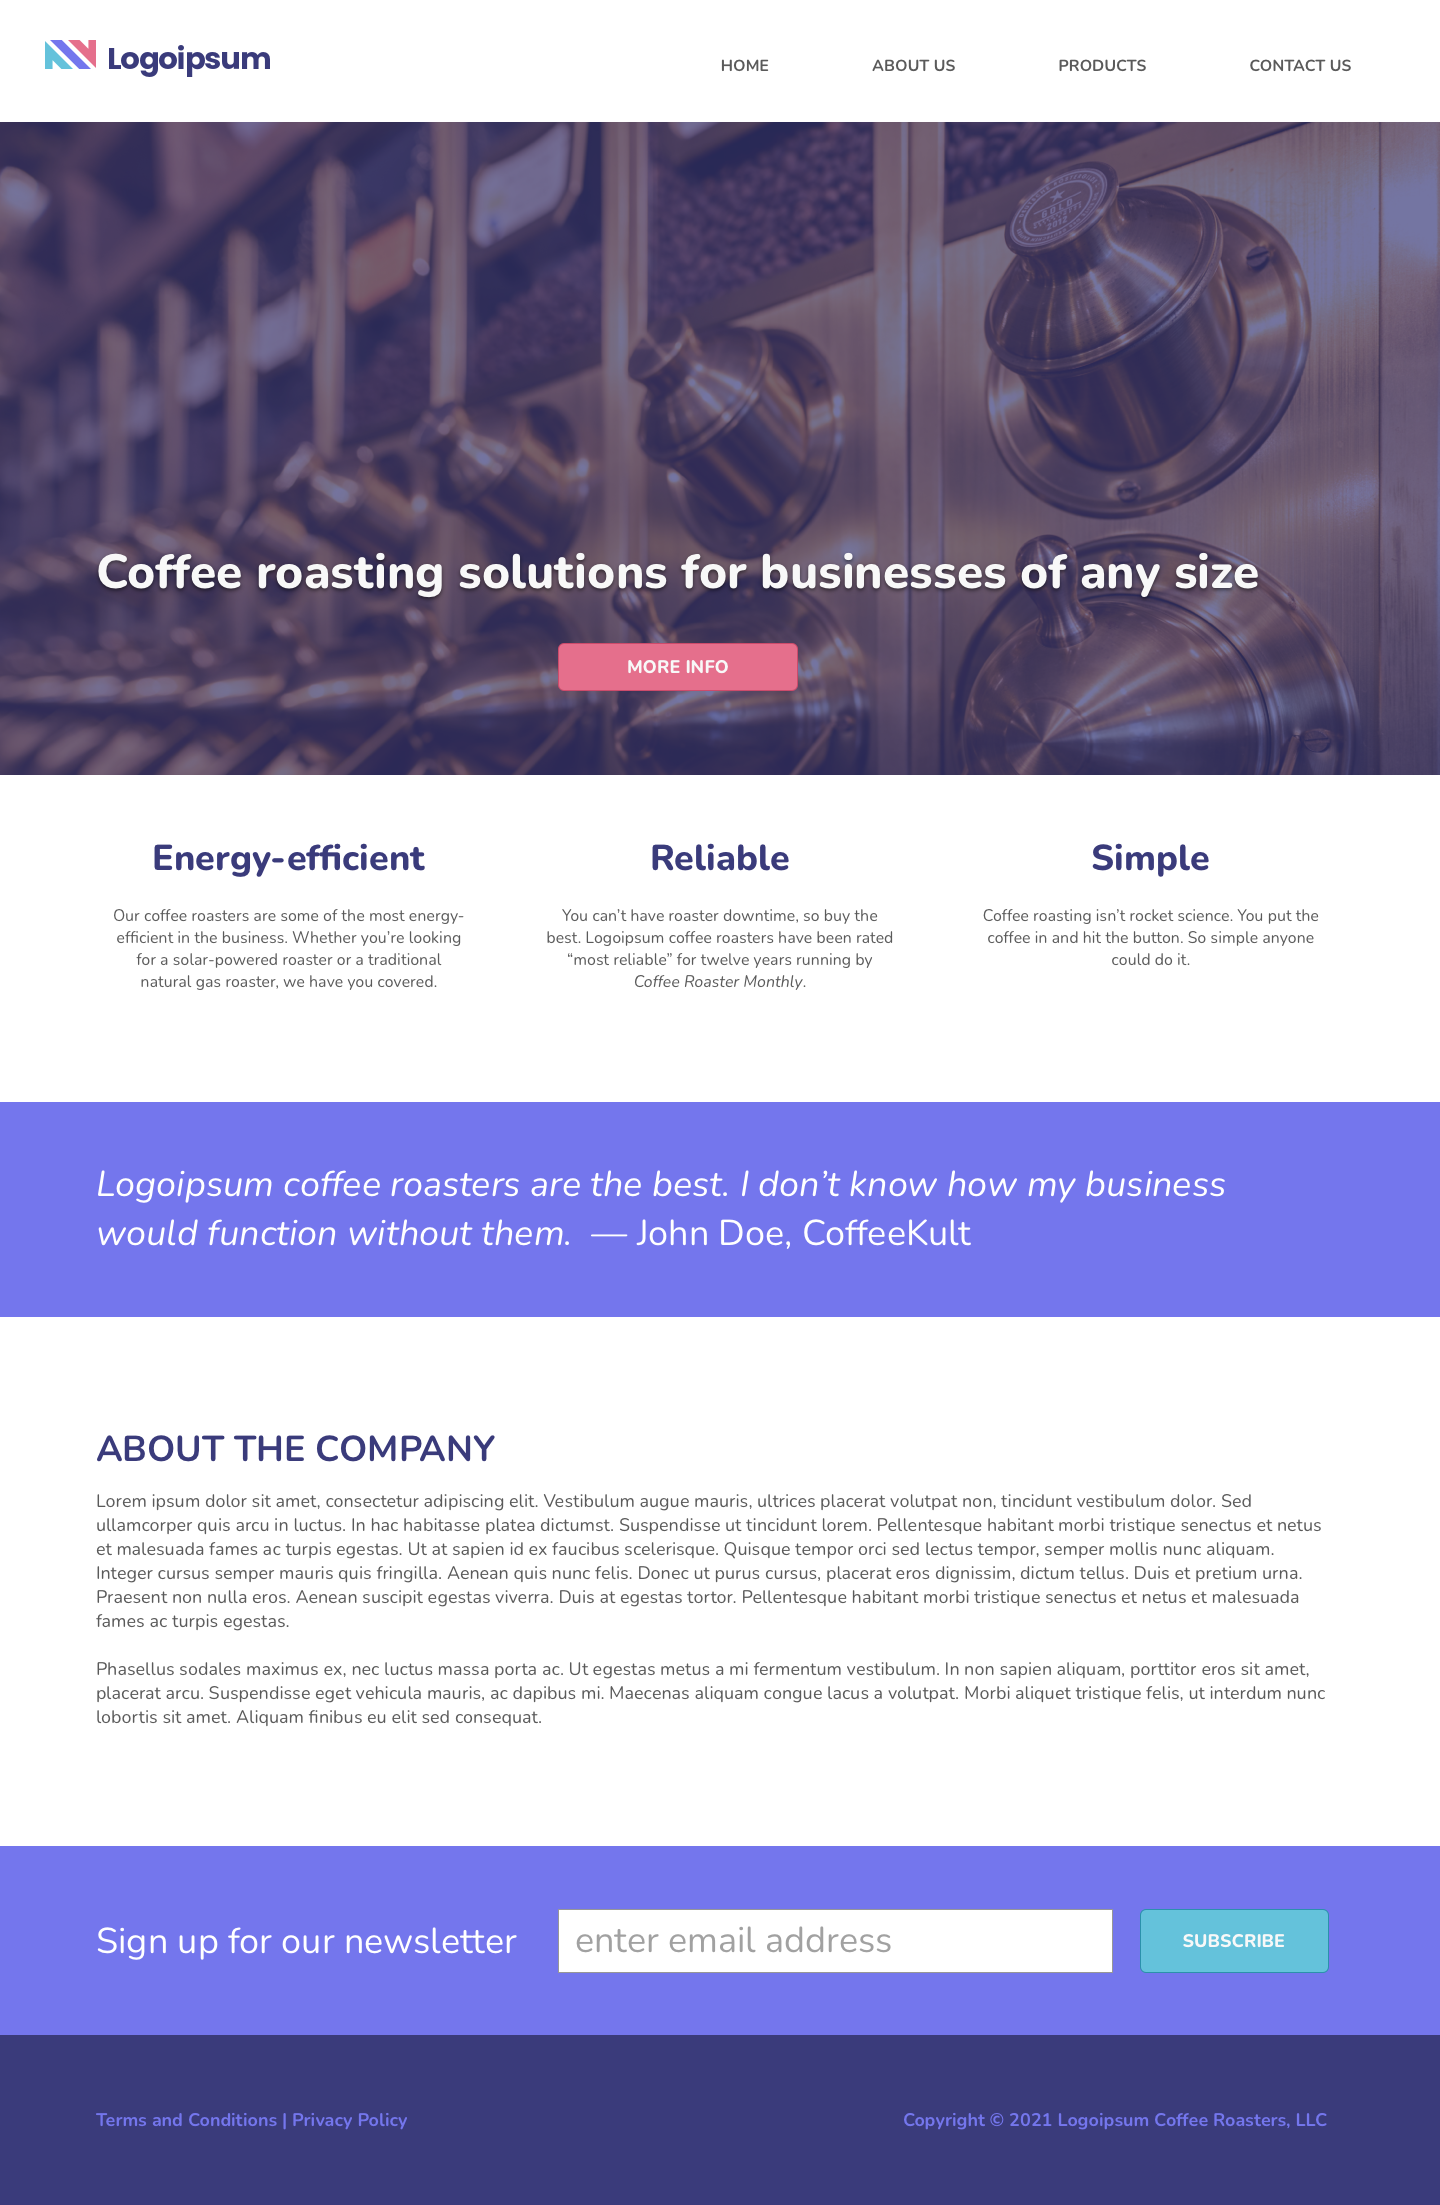 Logoipsum
HOME
ABOUT US
PRODUCTS
CONTACT US
GOLD
2012
Coffee roasting solutions for businesses of any size
MORE INFO
Energy-efficient
Our coffee roasters are some of the most energy-
efficient in the business. Whether you’re looking
for a solar-powered roaster or a traditional
natural gas roaster, we have you covered.
Reliable
You can’t have roaster downtime, so buy the
best. Logoipsum coffee roasters have been rated
“most reliable” for twelve years running by
Coffee Roaster Monthly.
Simple
Coffee roasting isn’t rocket science. You put the
coffee in and hit the button. So simple anyone
could do it.
Logoipsum coffee roasters are the best. I don’t know how my business
would function without them. — John Doe, CoffeeKult
ABOUT THE COMPANY
Lorem ipsum dolor sit amet, consectetur adipiscing elit. Vestibulum augue mauris, ultrices placerat volutpat non, tincidunt vestibulum dolor. Sed
ullamcorper quis arcu in luctus. In hac habitasse platea dictumst. Suspendisse ut tincidunt lorem. Pellentesque habitant morbi tristique senectus et netus
et malesuada fames ac turpis egestas. Ut at sapien id ex faucibus scelerisque. Quisque tempor orci sed lectus tempor, semper mollis nunc aliquam.
Integer cursus semper mauris quis fringilla. Aenean quis nunc felis. Donec ut purus cursus, placerat eros dignissim, dictum tellus. Duis et pretium urna.
Praesent non nulla eros. Aenean suscipit egestas viverra. Duis at egestas tortor. Pellentesque habitant morbi tristique senectus et netus et malesuada
fames ac turpis egestas.
Phasellus sodales maximus ex, nec luctus massa porta ac. Ut egestas metus a mi fermentum vestibulum. In non sapien aliquam, porttitor eros sit amet,
placerat arcu. Suspendisse eget vehicula mauris, ac dapibus mi. Maecenas aliquam congue lacus a volutpat. Morbi aliquet tristique felis, ut interdum nunc
lobortis sit amet. Aliquam finibus eu elit sed consequat.
Sign up for our newsletter
enter email address
SUBSCRIBE
Terms and Conditions | Privacy Policy
Copyright © 2021 Logoipsum Coffee Roasters, LLC